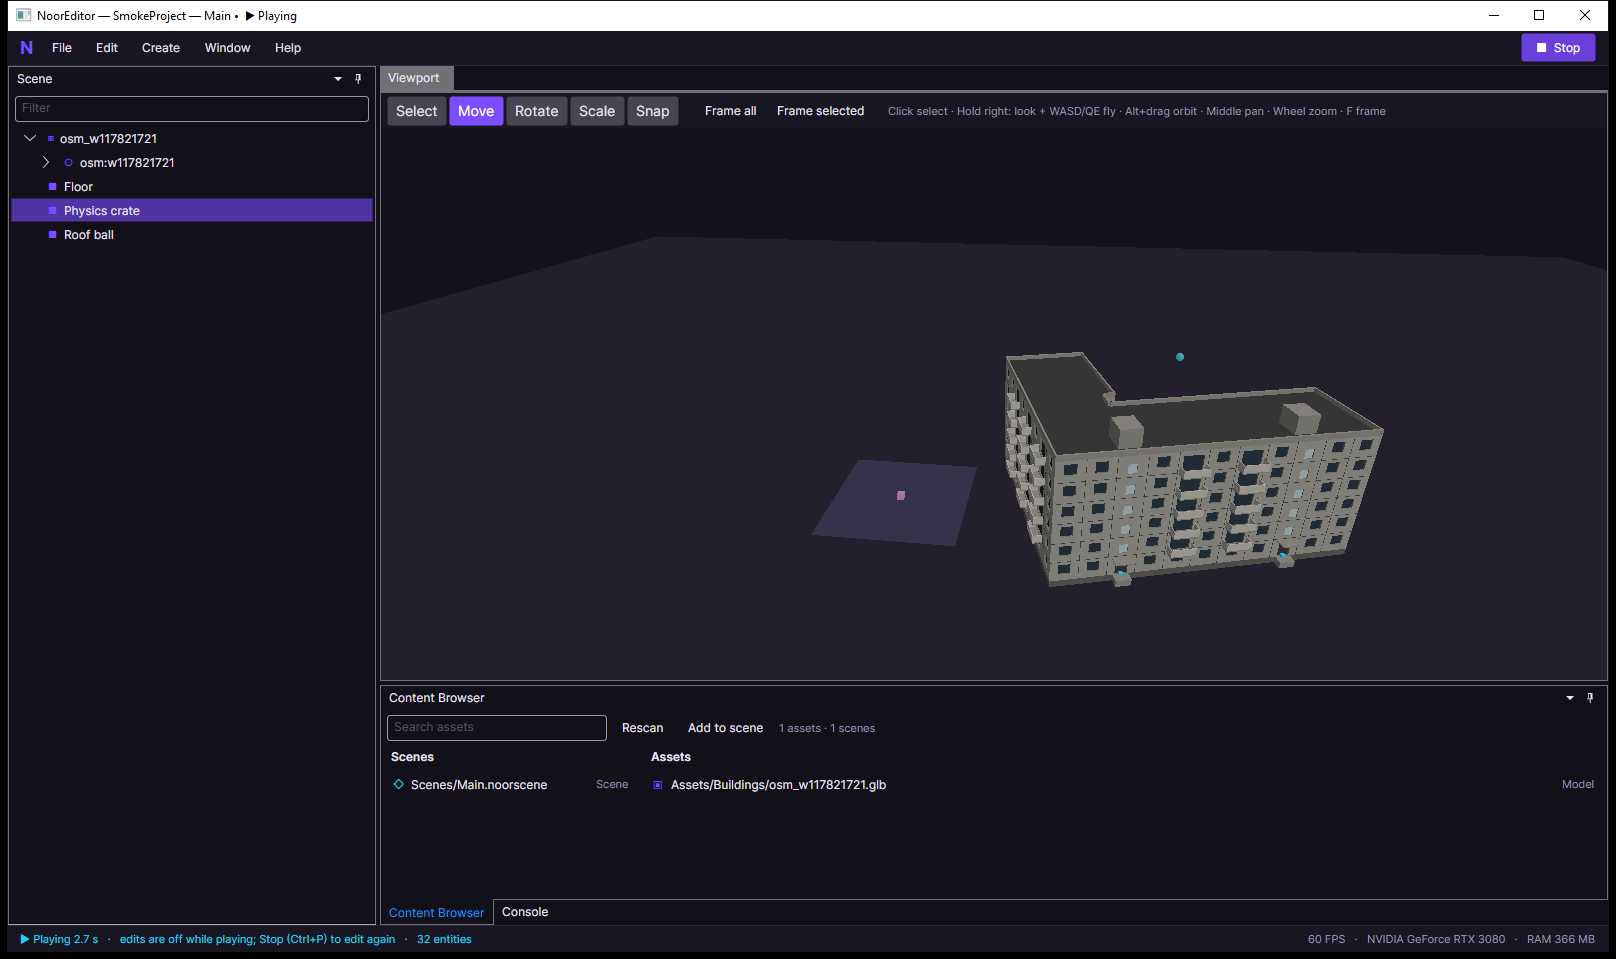 NoorEditor — SmokeProject — Main • ▶ Playing
N File Edit Create Window Help
Stop
Scene
Filter
osm_w117821721
osm:w117821721
Floor
Physics crate
Roof ball
Viewport
Select Move Rotate Scale Snap Frame all Frame selected Click select · Hold right: look + WASD/QE fly · Alt+drag orbit · Middle pan · Wheel zoom · F frame
Content Browser
Search assets Rescan Add to scene 1 assets · 1 scenes
Scenes Assets
Scenes/Main.noorscene Scene Assets/Buildings/osm_w117821721.glb Model
Content Browser Console
▶ Playing 2.7 s · edits are off while playing; Stop (Ctrl+P) to edit again · 32 entities
60 FPS · NVIDIA GeForce RTX 3080 · RAM 366 MB